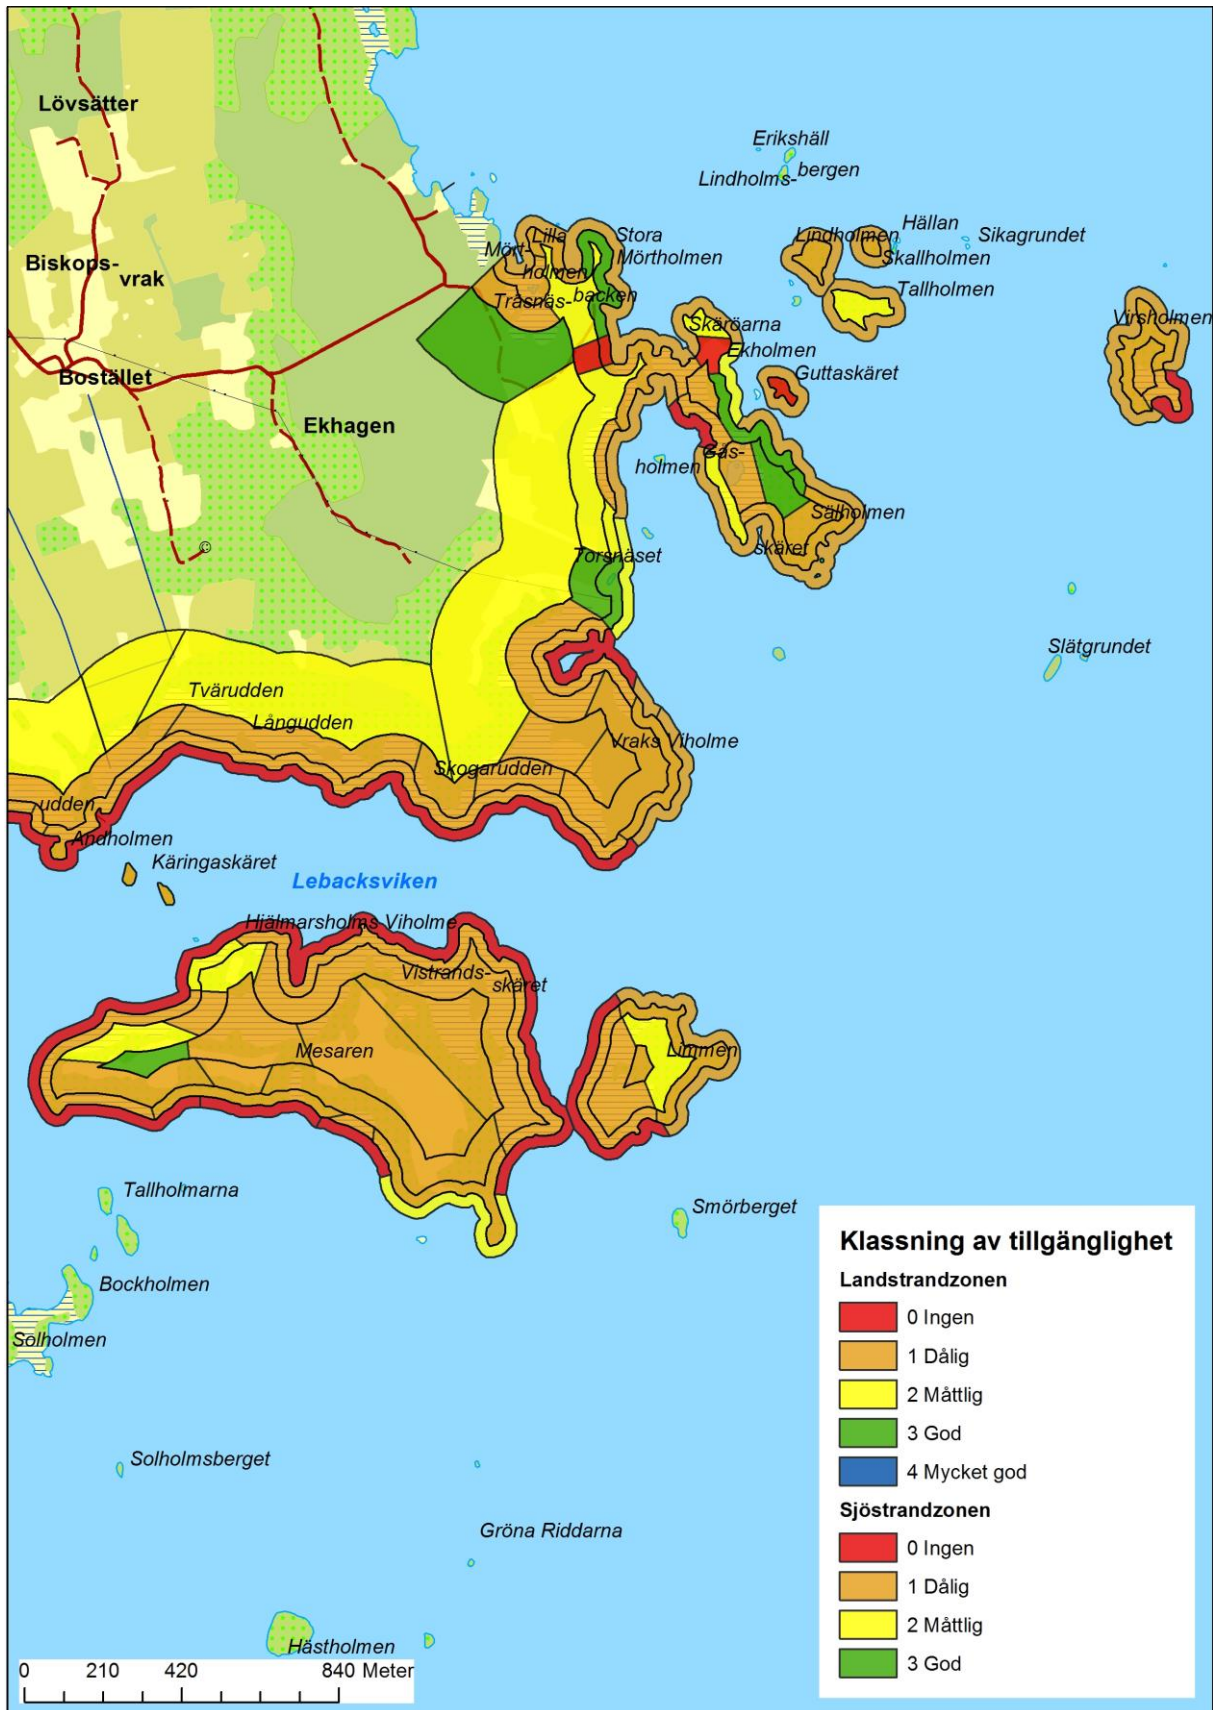 Lövsätter
Erikshäll
Lindholms-
bergen
Biskops-
vrak
Mört-
Lilla
holmen
Stora
Mörtholmen
Lindholmen
Hällan
Skallholmen
Sikagrundet
Tråsnäs-
backen
Tallholmen
Virsholmen
Skäröarna
Ekholmen
Guttaskäret
Bostället
Ekhagen
Gås-
holmen
Sälholmen
skäret
Torsnäset
Slätgrundet
Tvärudden
Långudden
Vraks Viholme
Skogarudden
udden
Andholmen
Käringaskäret
Lebacksviken
Hjälmarsholms Viholme
Vistrands-
skäret
Mesaren
Limmen
Tallholmarna
Smörberget
Bockholmen
Solholmen
Solholmsberget
Gröna Riddarna
Hästholmen
0 210 420 840 Meter
Klassning av tillgänglighet
Landstrandzonen
0 Ingen
1 Dålig
2 Måttlig
3 God
4 Mycket god
Sjöstrandzonen
0 Ingen
1 Dålig
2 Måttlig
3 God